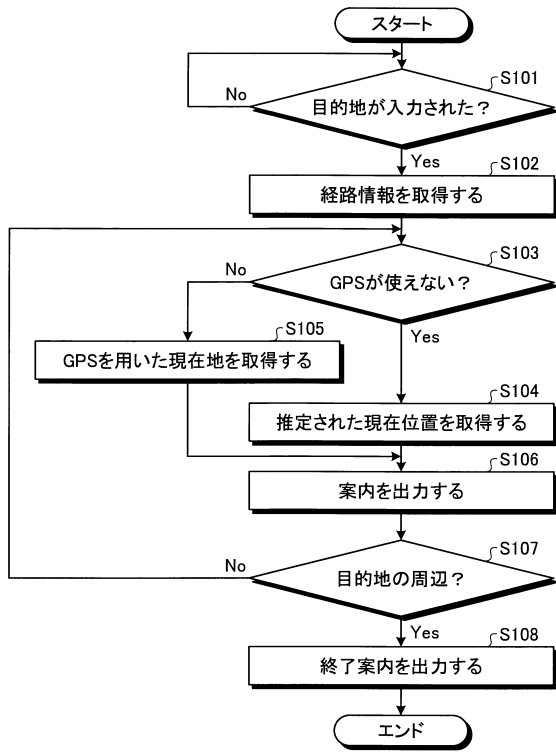 スタート
S101
目的地が入力された?
No
Yes
S102
経路情報を取得する
S103
GPSが使えない?
No
Yes
S105
GPSを用いた現在地を取得する
S104
推定された現在位置を取得する
S106
案内を出力する
S107
目的地の周辺?
No
Yes
S108
終了案内を出力する
エンド